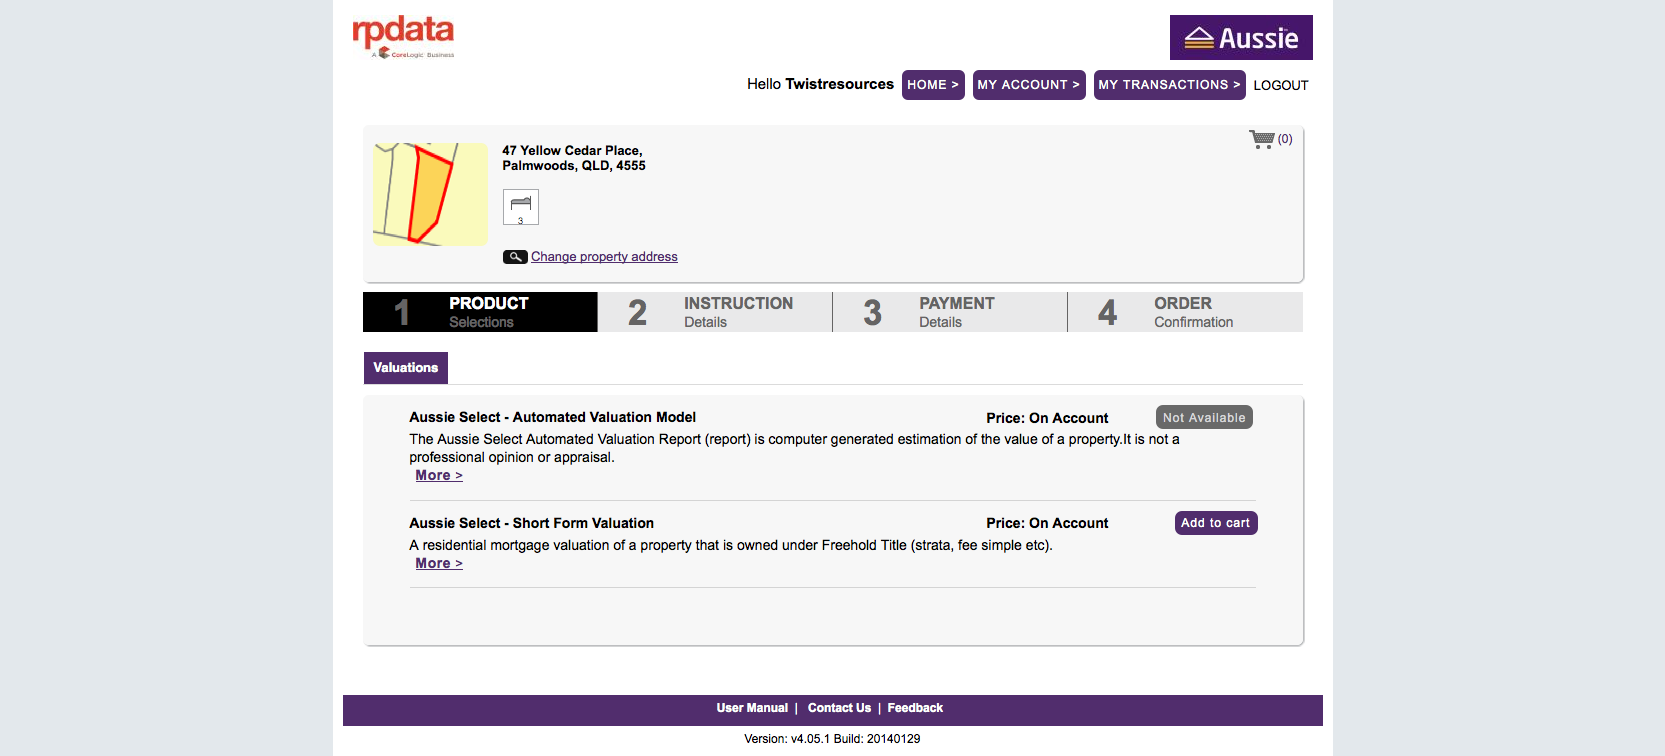 rpdata
A CoreLogic Business
Aussie
Hello Twistresources HOME > MY ACCOUNT > MY TRANSACTIONS > LOGOUT
(0)
47 Yellow Cedar Place,
Palmwoods, QLD, 4555
3
Change property address
1 PRODUCT
Selections
2 INSTRUCTION
Details
3 PAYMENT
Details
4 ORDER
Confirmation
Valuations
Aussie Select - Automated Valuation Model Price: On Account Not Available
The Aussie Select Automated Valuation Report (report) is computer generated estimation of the value of a property.It is not a
professional opinion or appraisal.
More >
Aussie Select - Short Form Valuation Price: On Account Add to cart
A residential mortgage valuation of a property that is owned under Freehold Title (strata, fee simple etc).
More >
User Manual | Contact Us | Feedback
Version: v4.05.1 Build: 20140129